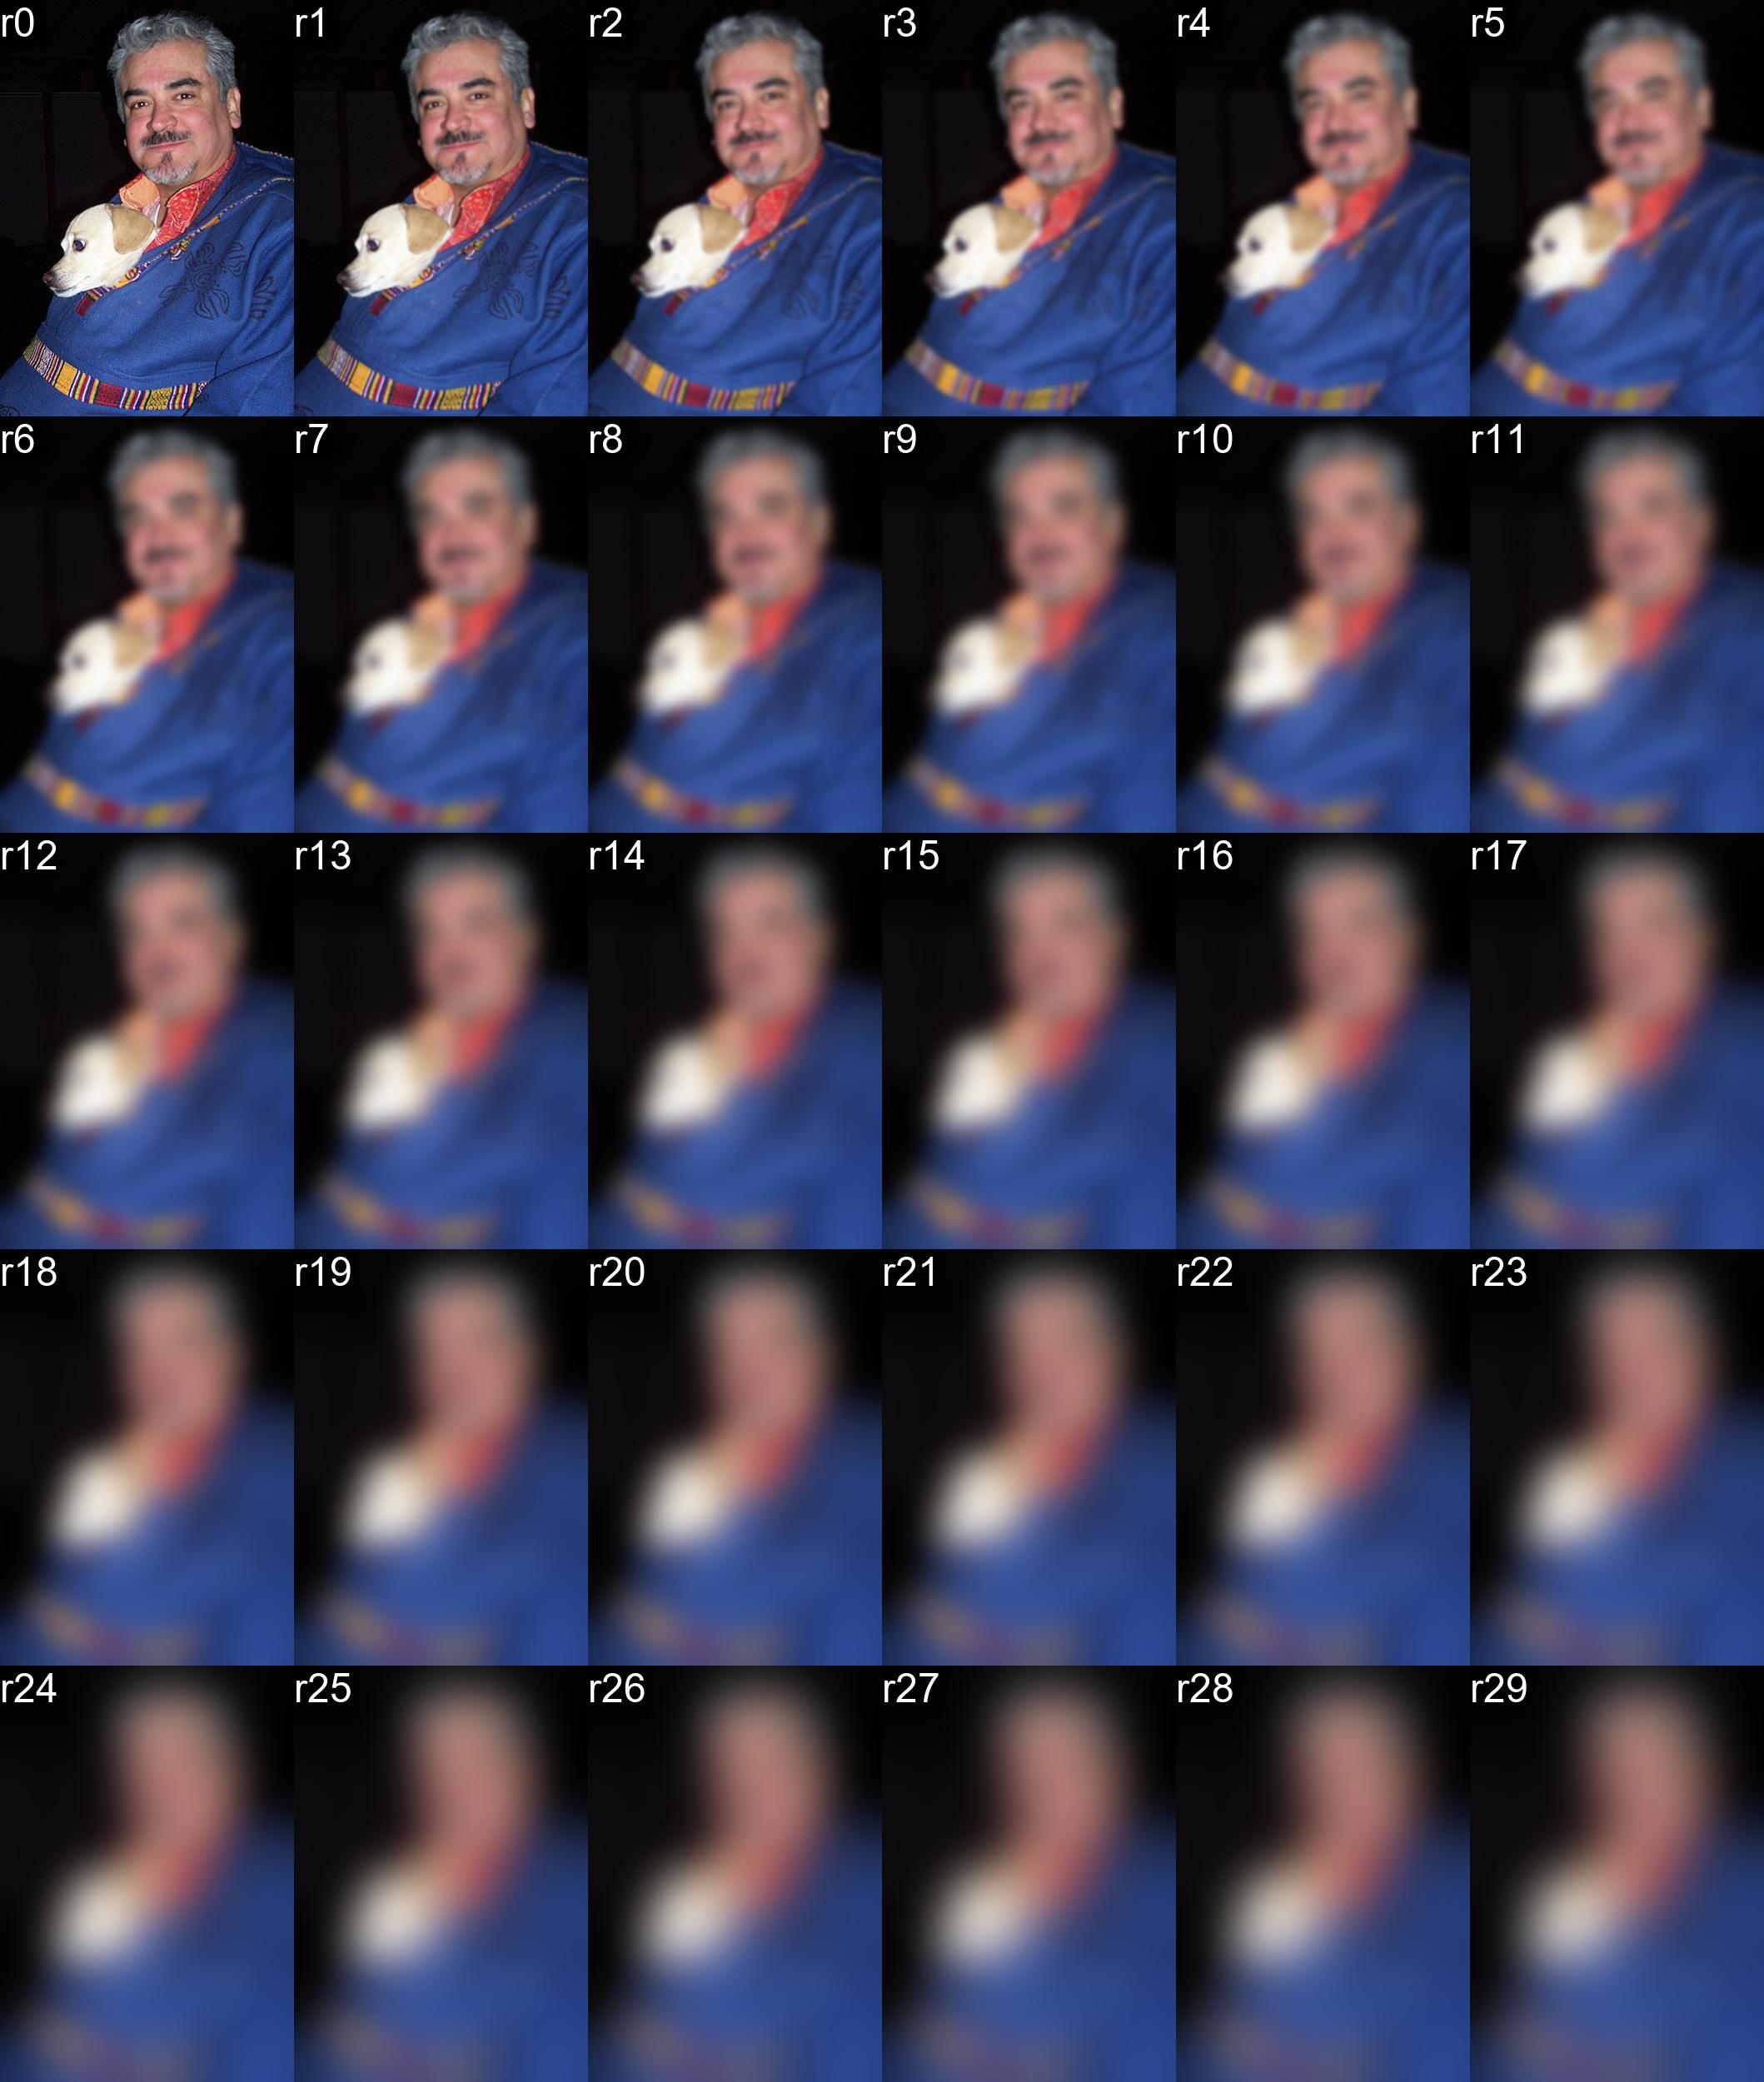 r0 r1 r2 r3 r4 r5
r6 r7 r8 r9 r10 r11
r12 r13 r14 r15 r16 r17
r18 r19 r20 r21 r22 r23
r24 r25 r26 r27 r28 r29